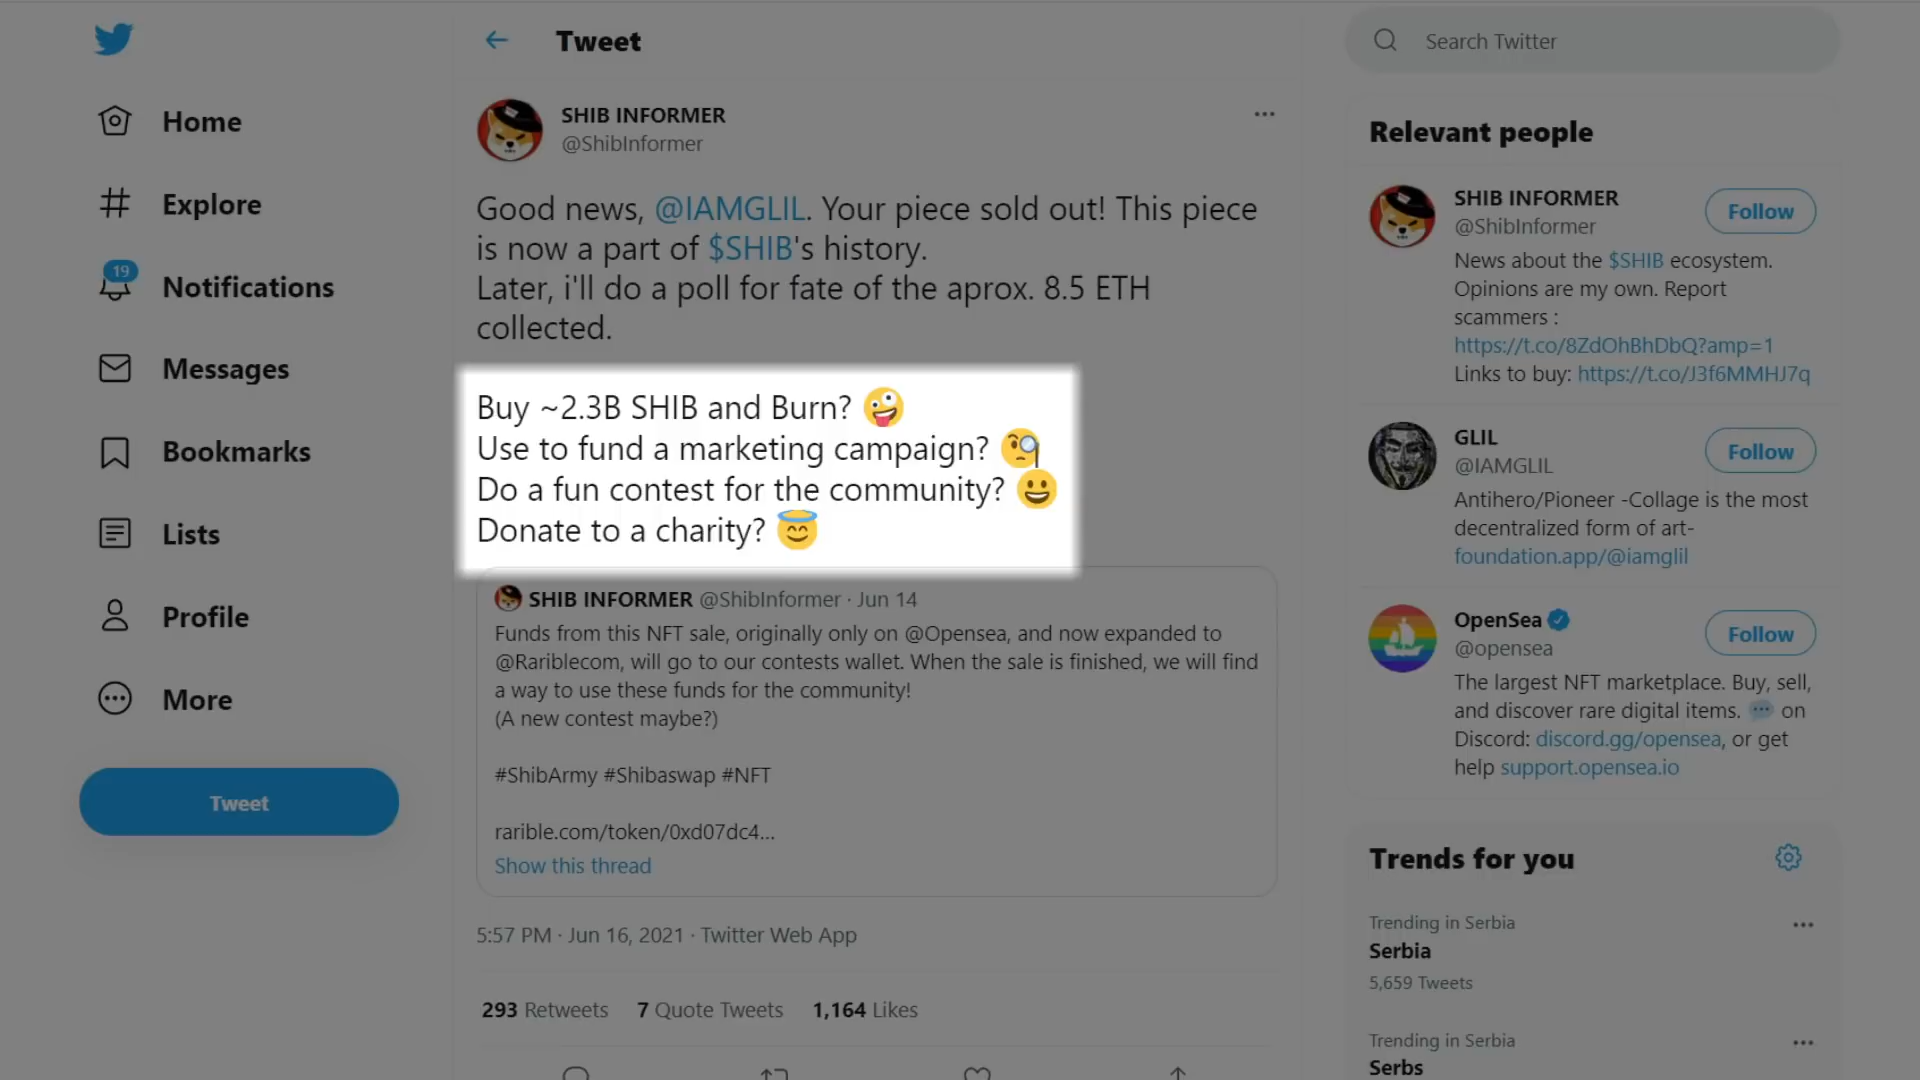 Home
Explore
19
Notifications
Messages
Bookmarks
Lists
Profile
More
Tweet
Tweet
SHIB INFORMER
@ShibInformer
Good news, @IAMGLIL. Your piece sold out! This piece
is now a part of $SHIB's history.
Later, i'll do a poll for fate of the aprox. 8.5 ETH
collected.
Buy ~2.3B SHIB and Burn? 🤪
Use to fund a marketing campaign? 🧐
Do a fun contest for the community? 😀
Donate to a charity? 😇
SHIB INFORMER @ShibInformer · Jun 14
Funds from this NFT sale, originally only on @Opensea, and now expanded to
@Rariblecom, will go to our contests wallet. When the sale is finished, we will find
a way to use these funds for the community!
(A new contest maybe?)
#ShibArmy #Shibaswap #NFT
rarible.com/token/0xd07dc4...
Show this thread
5:57 PM · Jun 16, 2021 · Twitter Web App
293 Retweets 7 Quote Tweets 1,164 Likes
Search Twitter
Relevant people
SHIB INFORMER
@ShibInformer
Follow
News about the $SHIB ecosystem.
Opinions are my own. Report
scammers :
https://t.co/8ZdOhBhDbQ?amp=1
Links to buy: https://t.co/J3f6MMHJ7q
GLIL
@IAMGLIL
Follow
Antihero/Pioneer -Collage is the most
decentralized form of art-
foundation.app/@iamglil
OpenSea
@opensea
Follow
The largest NFT marketplace. Buy, sell,
and discover rare digital items. 💬 on
Discord: discord.gg/opensea, or get
help support.opensea.io
Trends for you
Trending in Serbia
Serbia
5,659 Tweets
Trending in Serbia
Serbs